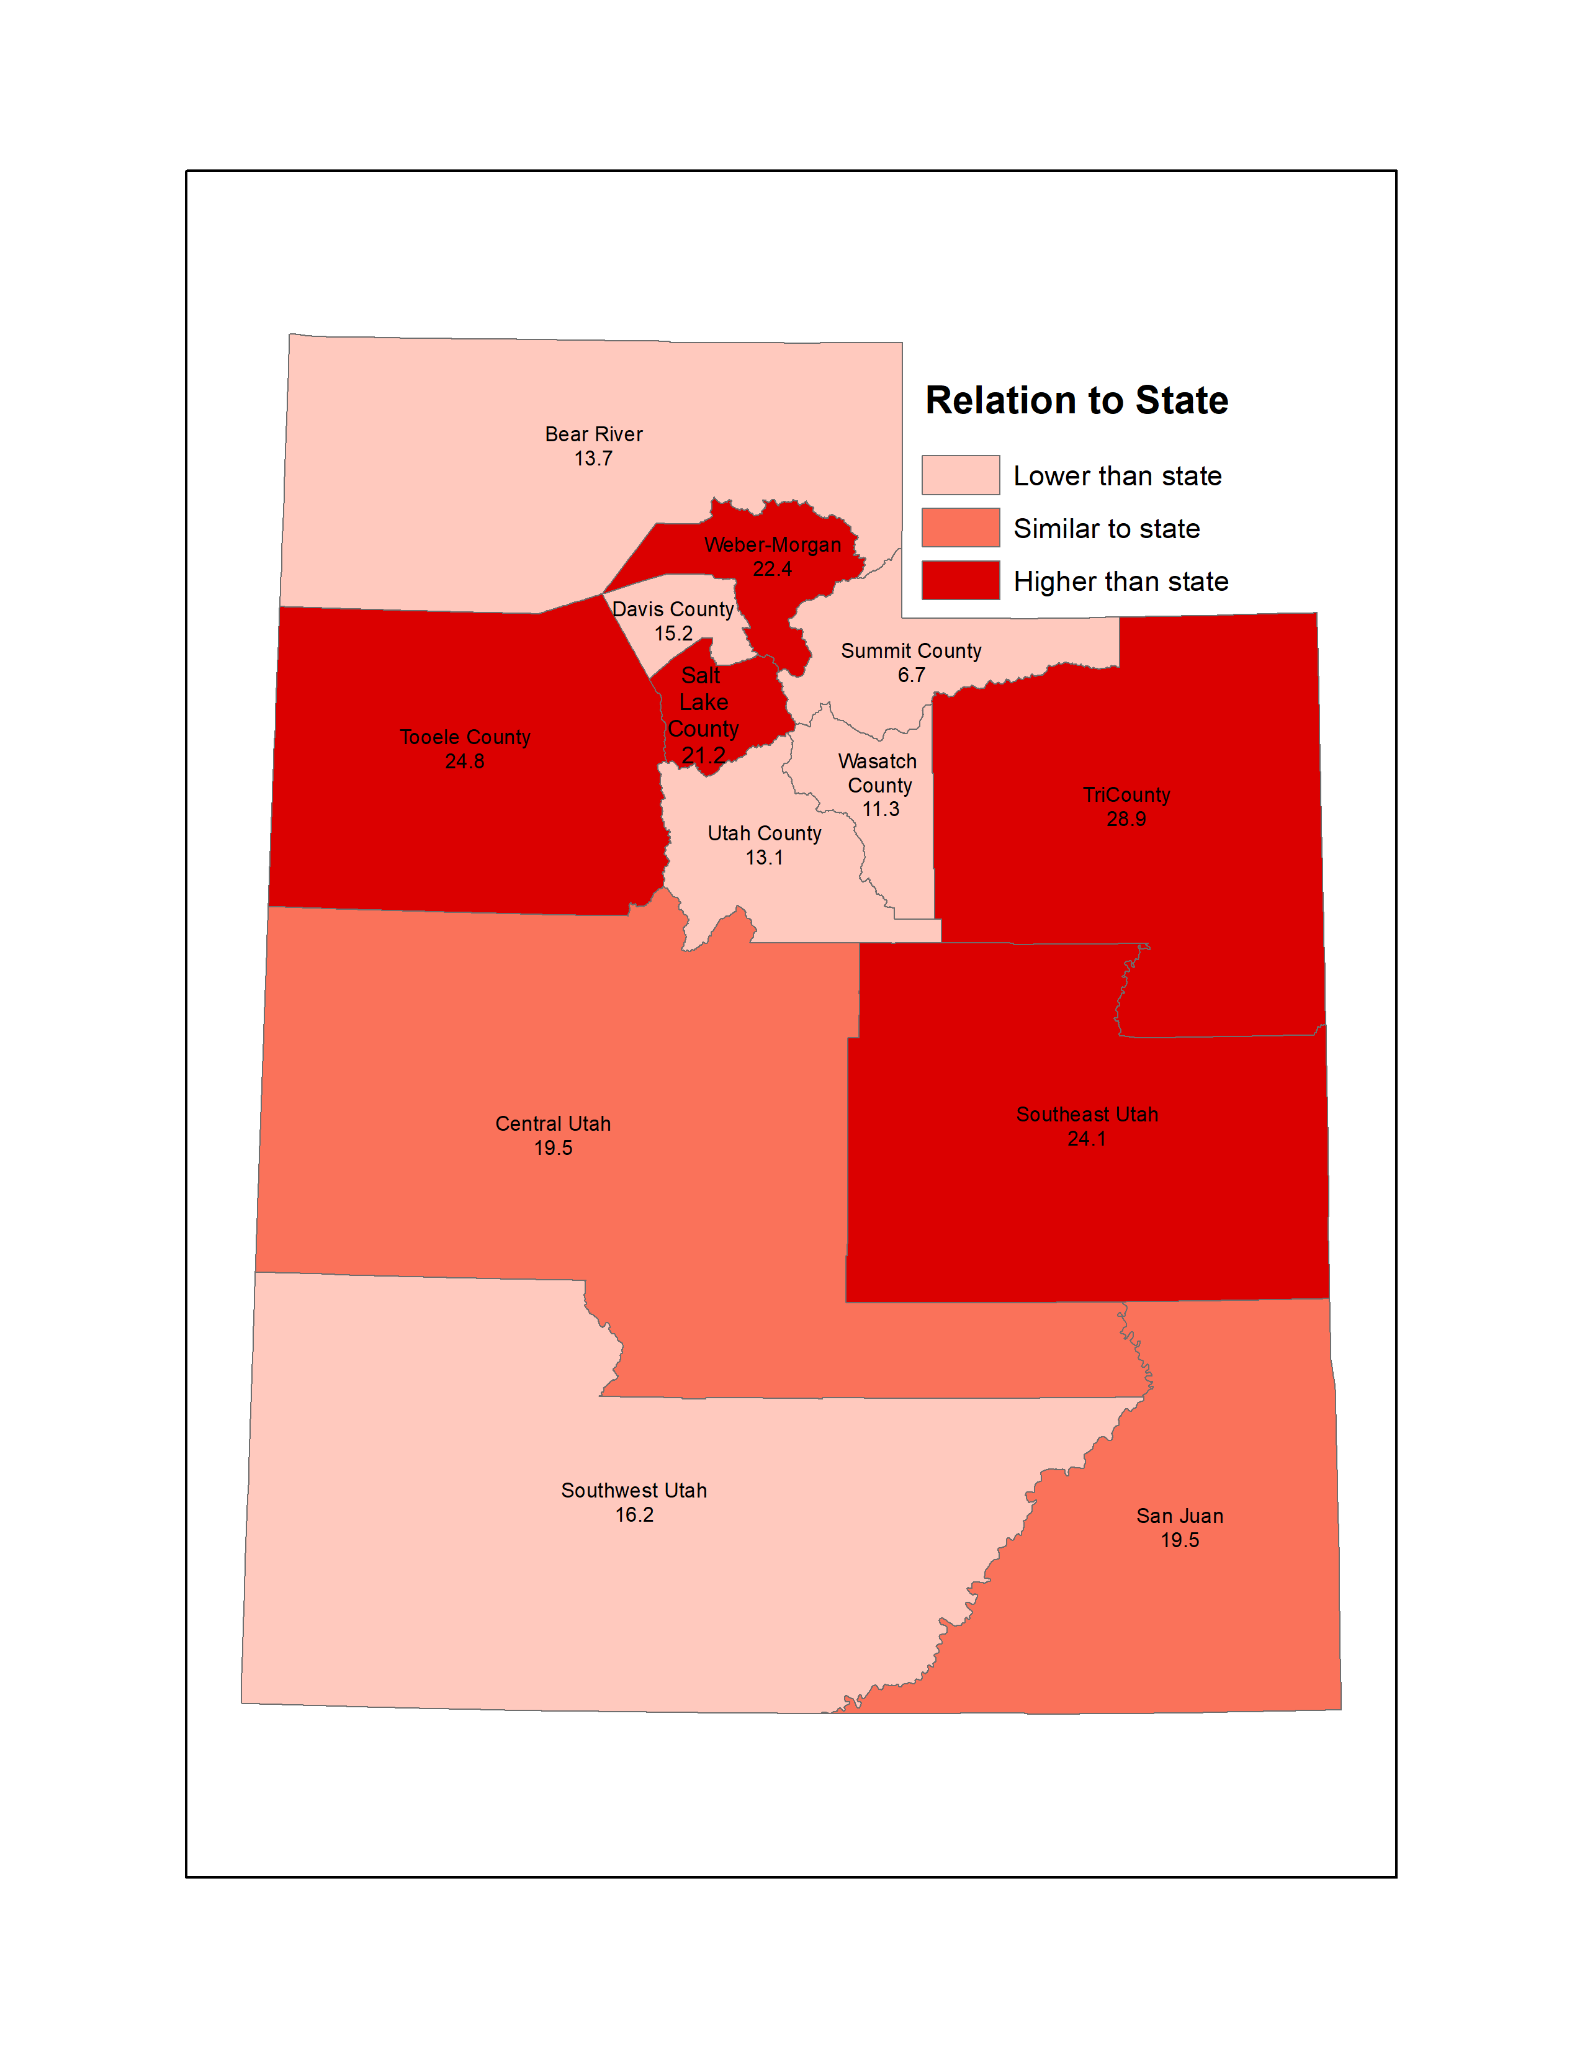 Relation to State
Lower than state
Similar to state
Higher than state
Bear River
13.7
Weber-Morgan
22.4
Davis County
15.2
Summit County
6.7
Salt
Lake
County
21.2
Tooele County
24.8
Wasatch
County
11.3
TriCounty
28.9
Utah County
13.1
Central Utah
19.5
Southeast Utah
24.1
Southwest Utah
16.2
San Juan
19.5